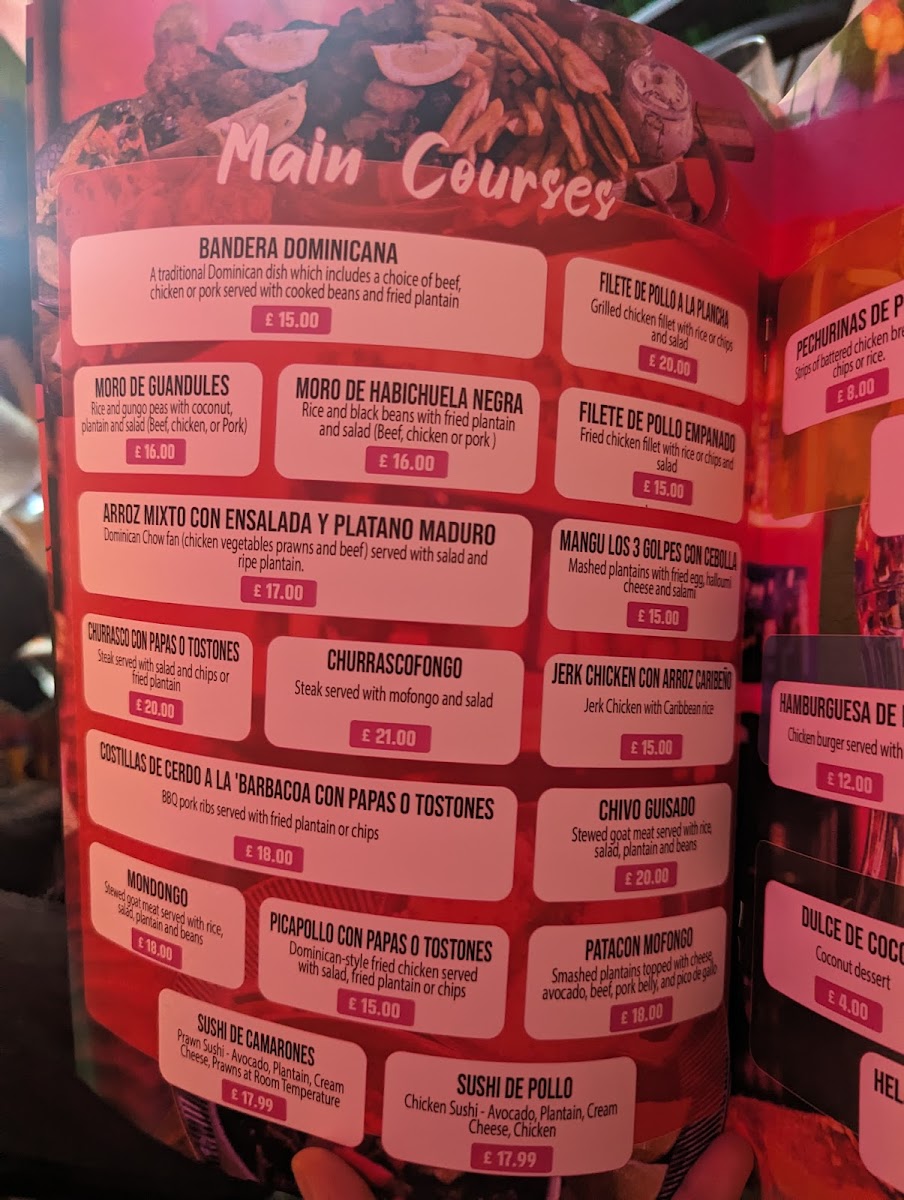 Main Courses
BANDERA DOMINICANA
A traditional Dominican dish which includes a choice of beef,
chicken or pork served with cooked beans and fried plantain
£ 15.00
FILETE DE POLLO A LA PLANCHA
Grilled chicken fillet with rice or chips
and salad
£ 20.00
MORO DE GUANDULES
Rice and gungo peas with coconut,
plantain and salad (Beef, chicken, or Pork)
£ 16.00
MORO DE HABICHUELA NEGRA
Rice and black beans with fried plantain
and salad (Beef, chicken or pork )
£ 16.00
FILETE DE POLLO EMPANADO
Fried chicken fillet with rice or chips and
salad
£ 15.00
ARROZ MIXTO CON ENSALADA Y PLATANO MADURO
Dominican Chow fan (chicken vegetables prawns and beef) served with salad and
ripe plantain.
£ 17.00
MANGU LOS 3 GOLPES CON CEBOLLA
Mashed plantains with fried egg, halloumi
cheese and salami
£ 15.00
CHURRASCO CON PAPAS O TOSTONES
Steak served with salad and chips or
fried plantain
£ 20.00
CHURRASCOFONGO
Steak served with mofongo and salad
£ 21.00
JERK CHICKEN CON ARROZ CARIBEÑO
Jerk Chicken with Caribbean rice
£ 15.00
COSTILLAS DE CERDO A LA 'BARBACOA CON PAPAS O TOSTONES
BBQ pork ribs served with fried plantain or chips
£ 18.00
CHIVO GUISADO
Stewed goat meat served with rice,
salad, plantain and beans
£ 20.00
MONDONGO
Stewed goat meat served with rice,
salad, plantain and beans
£ 18.00
PICAPOLLO CON PAPAS O TOSTONES
Dominican-style fried chicken served
with salad, fried plantain or chips
£ 15.00
PATACON MOFONGO
Smashed plantains topped with cheese,
avocado, beef, pork belly, and pico de gallo
£ 18.00
SUSHI DE CAMARONES
Prawn Sushi - Avocado, Plantain, Cream
Cheese, Prawns at Room Temperature
£ 17.99
SUSHI DE POLLO
Chicken Sushi - Avocado, Plantain, Cream
Cheese, Chicken
£ 17.99
PECHURINAS DE
Strips of battered chicken
chips or rice.
£ 8.00
HAMBURGUESA DE
Chicken burger served with
£ 12.00
DULCE DE COCO
Coconut dessert
£ 4.00